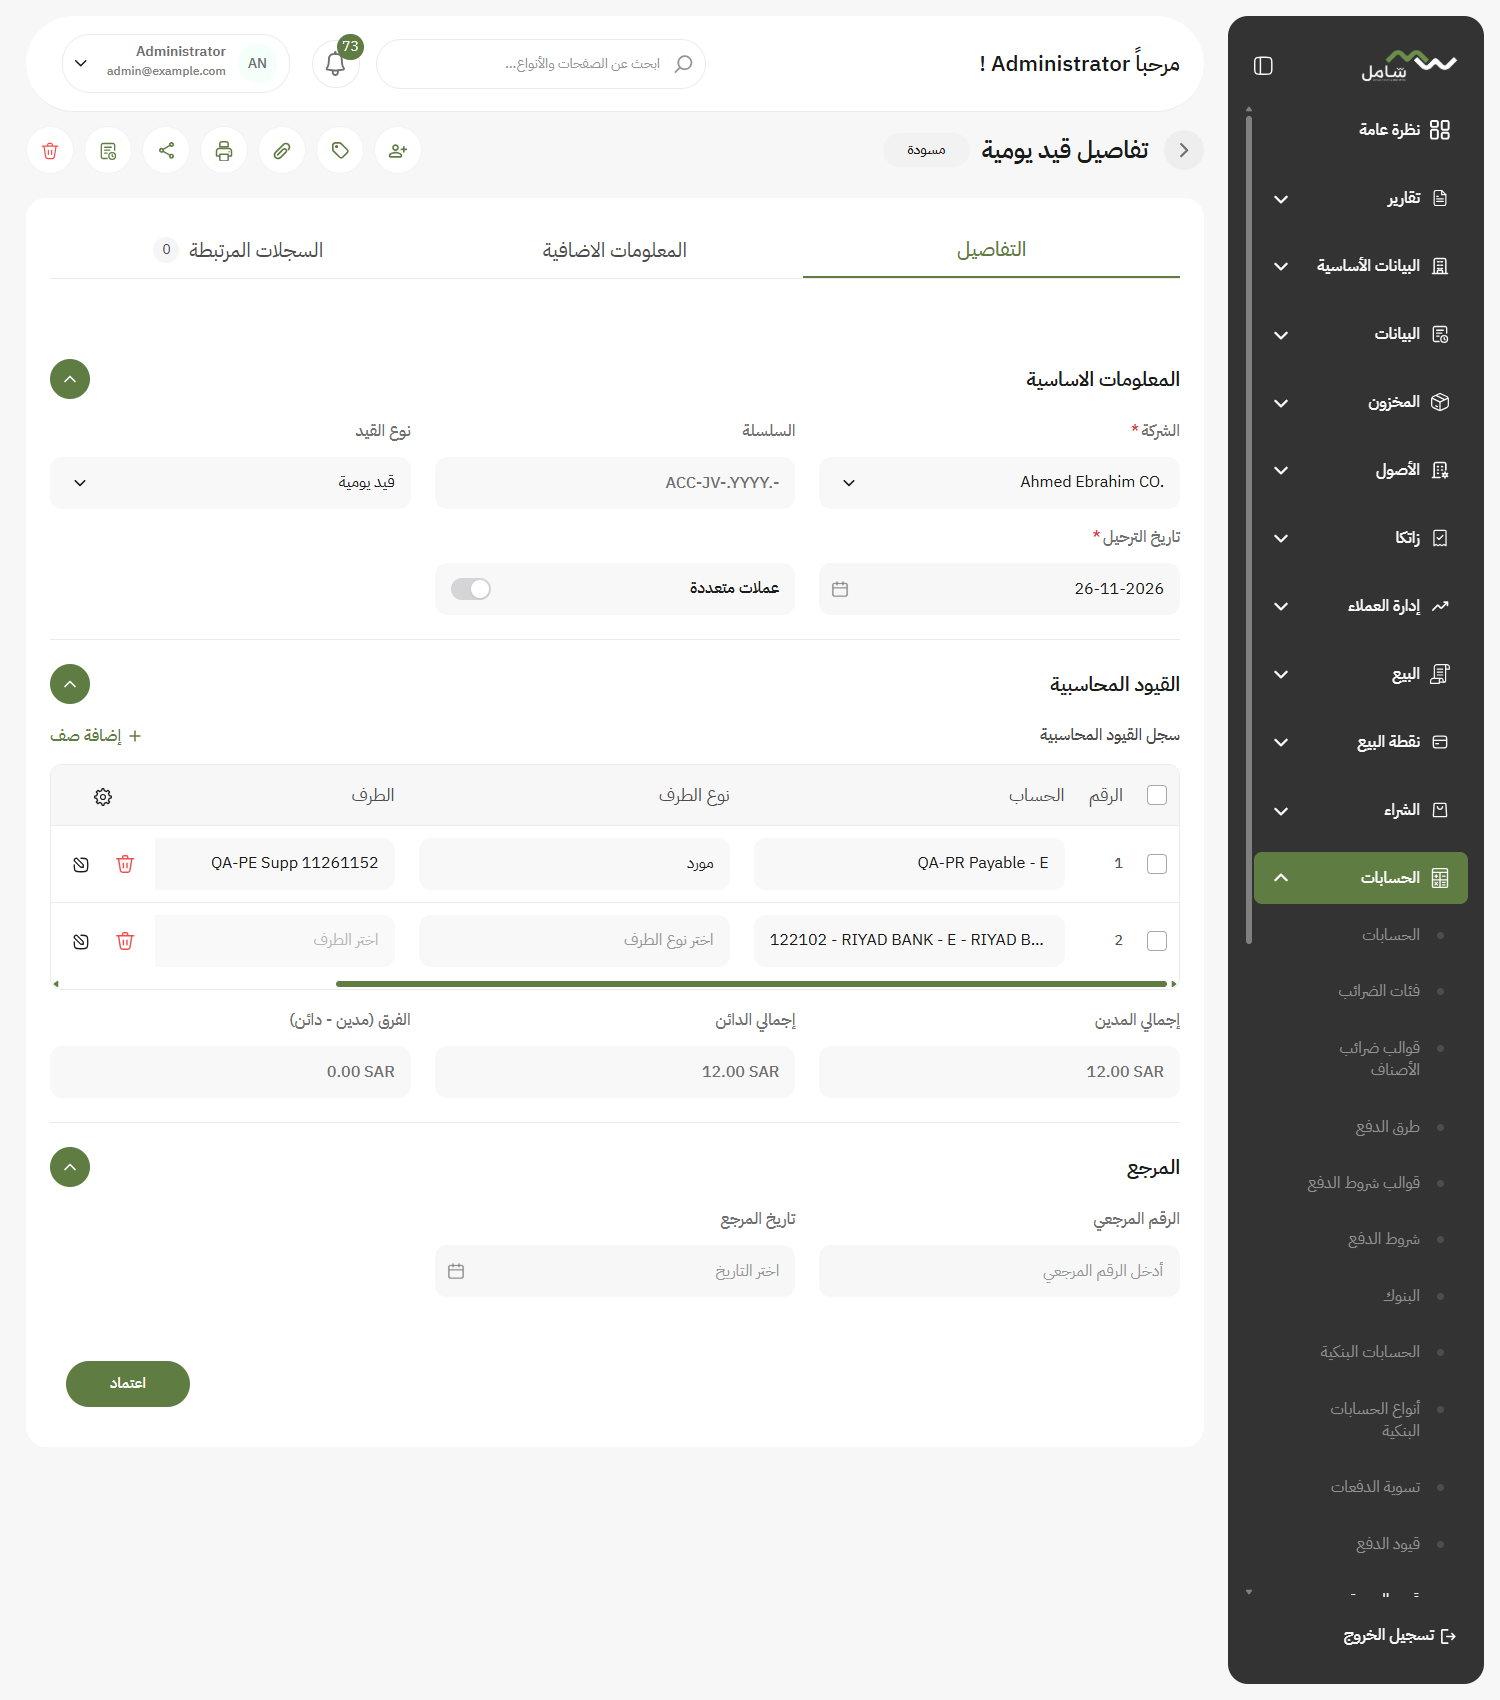 شامل
نظرة عامة
تقارير
البيانات الأساسية
البيانات
المخزون
الأصول
زاتكا
إدارة العملاء
البيع
نقطة البيع
الشراء
الحسابات
الحسابات
فئات الضرائب
قوالب ضرائب
الأصناف
طرق الدفع
قوالب شروط الدفع
شروط الدفع
البنوك
الحسابات البنكية
أنواع الحسابات
البنكية
تسوية الدفعات
قيود الدفع
تسجيل الخروج
مرحباً Administrator !
ابحث عن الصفحات والأنواع...
73
AN
Administrator
admin@example.com
تفاصيل قيد يومية
مسودة
التفاصيل
المعلومات الاضافية
السجلات المرتبطة 0
المعلومات الاساسية
الشركة *
السلسلة
نوع القيد
Ahmed Ebrahim CO.
ACC-JV-.YYYY.-
قيد يومية
تاريخ الترحيل *
26-11-2026
عملات متعددة
القيود المحاسبية
سجل القيود المحاسبية
+ إضافة صف
الرقم
الحساب
نوع الطرف
الطرف
1
QA-PR Payable - E
مورد
QA-PE Supp 11261152
2
122102 - RIYAD BANK - E - RIYAD B...
اختر نوع الطرف
اختر الطرف
إجمالي المدين
إجمالي الدائن
الفرق (مدين - دائن)
12.00 SAR
12.00 SAR
0.00 SAR
المرجع
الرقم المرجعي
تاريخ المرجع
أدخل الرقم المرجعي
اختر التاريخ
اعتماد